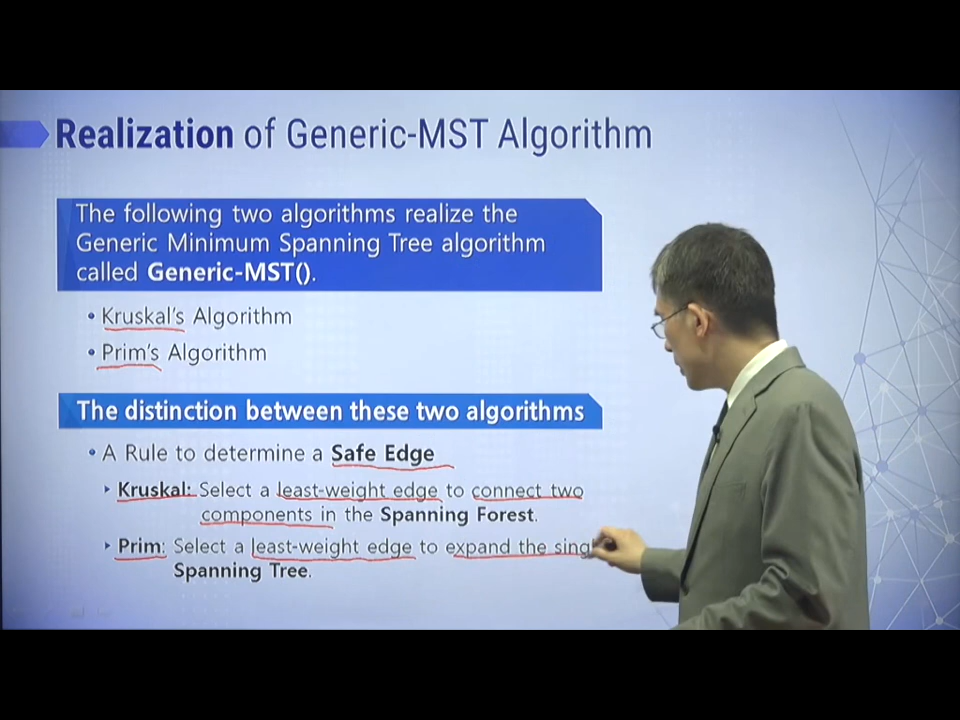 Realization of Generic-MST Algorithm
The following two algorithms realize the
Generic Minimum Spanning Tree algorithm
called Generic-MST().
• Kruskal's Algorithm
• Prim's Algorithm
The distinction between these two algorithms
• A Rule to determine a Safe Edge
‣ Kruskal: Select a least-weight edge to connect two
components in the Spanning Forest.
‣ Prim: Select a least-weight edge to expand the
Spanning Tree.